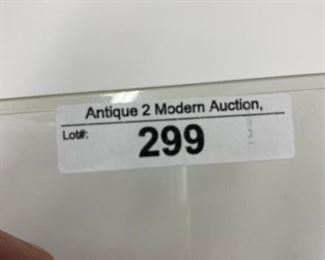 Antique 2 Modern Auction,
Lot#: 299